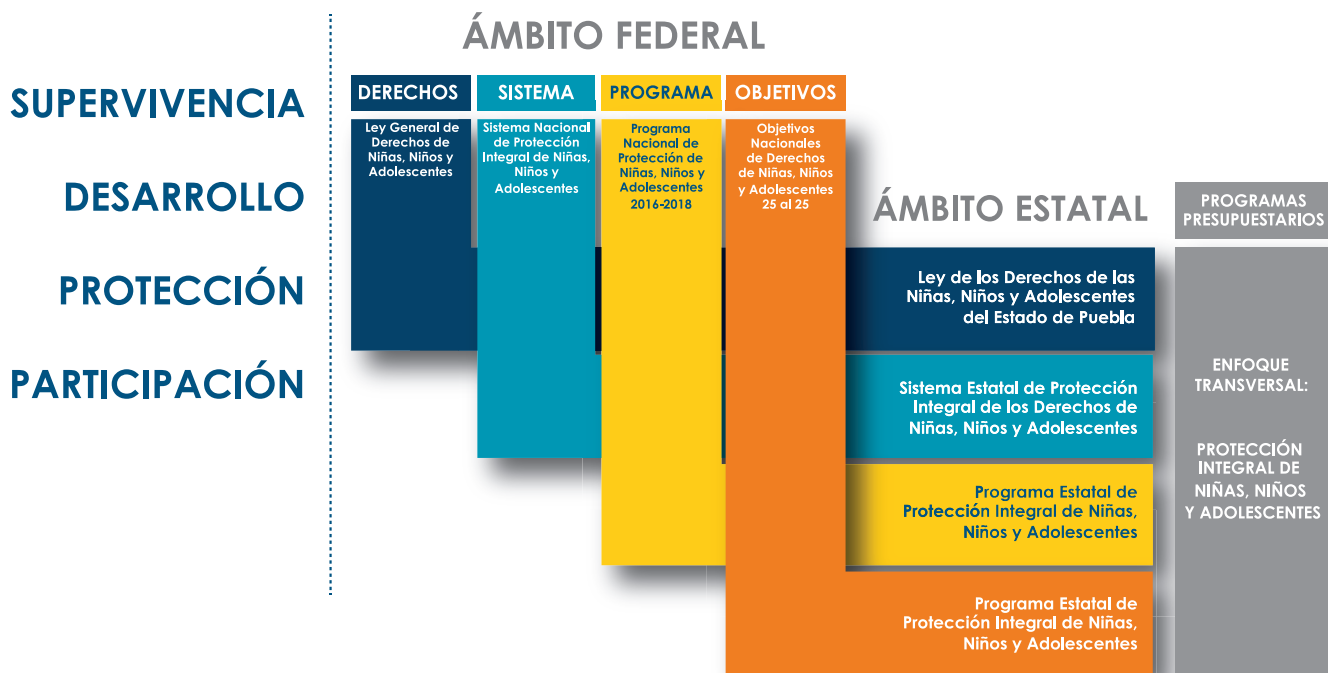 SUPERVIVENCIA
DESARROLLO
PROTECCIÓN
PARTICIPACIÓN
ÁMBITO FEDERAL
DERECHOS
Ley General de
Derechos de
Niñas, Niños y
Adolescentes
SISTEMA
Sistema Nacional
de Protección
Integral de Niñas,
Niños y
Adolescentes
PROGRAMA
Programa
Nacional de
Protección de
Niñas, Niños y
Adolescentes
2016-2018
OBJETIVOS
Objetivos
Nacionales
de Derechos
de Niñas, Niños
y Adolescentes
25 al 25
ÁMBITO ESTATAL
Ley de los Derechos de las
Niñas, Niños y Adolescentes
del Estado de Puebla
Sistema Estatal de Protección
Integral de los Derechos de
Niñas, Niños y Adolescentes
Programa Estatal de
Protección Integral de Niñas,
Niños y Adolescentes
Programa Estatal de
Protección Integral de Niñas,
Niños y Adolescentes
PROGRAMAS
PRESUPUESTARIOS
ENFOQUE
TRANSVERSAL:
PROTECCIÓN
INTEGRAL DE
NIÑAS, NIÑOS
Y ADOLESCENTES